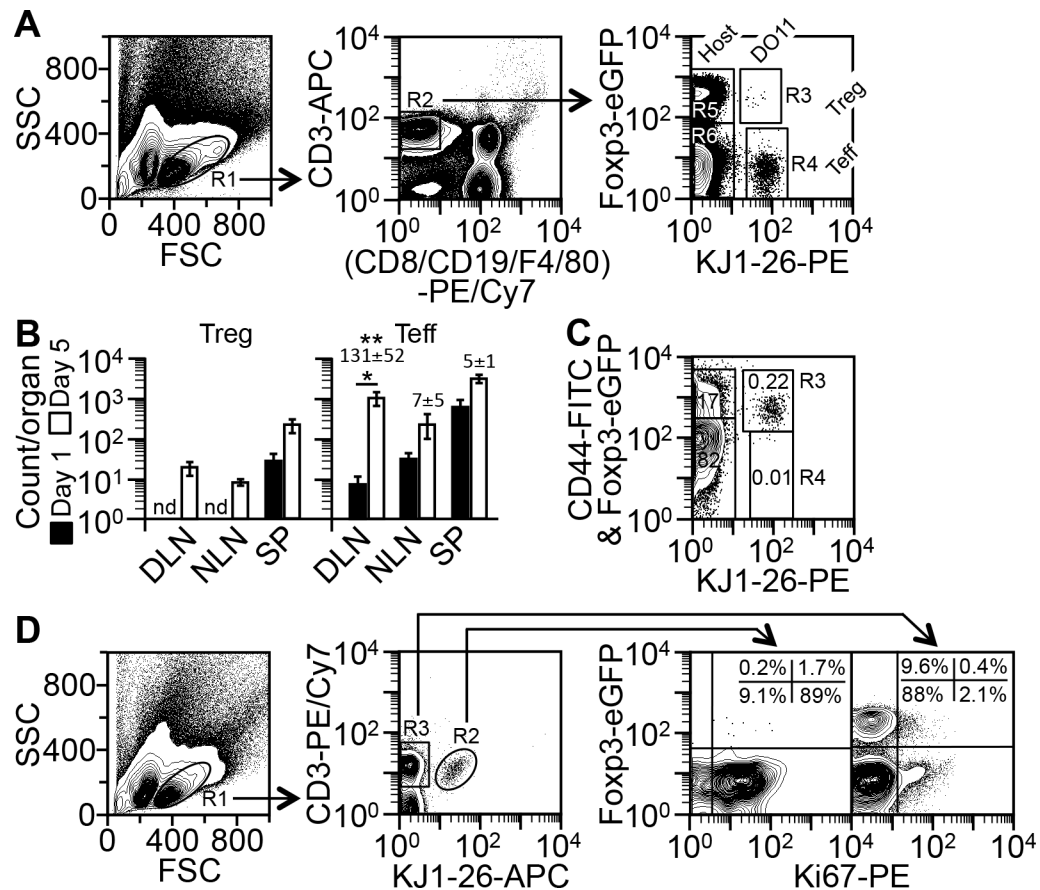 A
SSC
800
400
0
0 400 800
FSC
R1
CD3-APC
10^4
10^2
10^0
R2
10^0 10^2 10^4
(CD8/CD19/F4/80)
-PE/Cy7
Foxp3-eGFP
10^4
10^2
10^0
Host
DO11
R5
R6
R3
R4
Treg
Teff
10^0 10^2 10^4
KJ1-26-PE
B
Count/organ
Day 1 Day 5
Treg
Teff
10^4
10^3
10^2
10^1
10^0
nd nd
**
131±52
*
7±5
5±1
DLN NLN SP DLN NLN SP
C
CD44-FITC
& Foxp3-eGFP
10^4
10^2
10^0
17
82
0.22
0.01
R3
R4
10^0 10^2 10^4
KJ1-26-PE
D
SSC
800
400
0
0 400 800
FSC
R1
CD3-PE/Cy7
10^4
10^2
10^0
R3
R2
10^0 10^2 10^4
KJ1-26-APC
Foxp3-eGFP
10^4
10^2
10^0
0.2% 1.7%
9.1% 89%
9.6% 0.4%
88% 2.1%
10^0 10^2 10^4 10^2 10^4
Ki67-PE